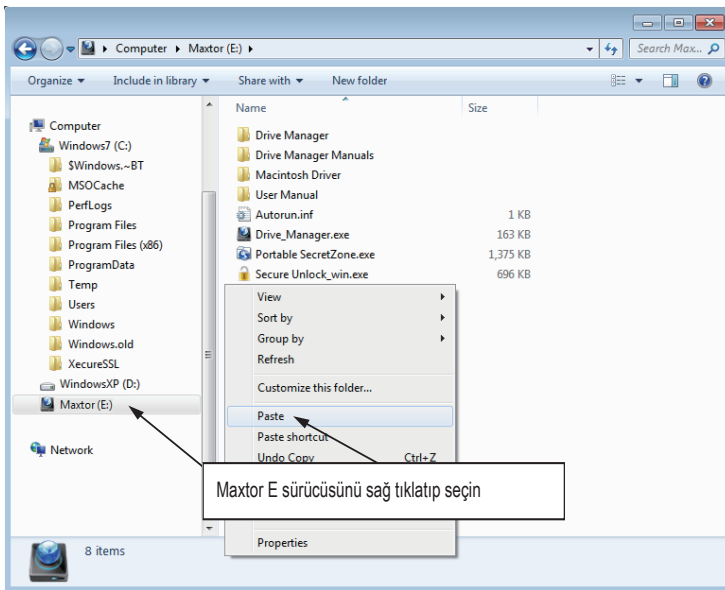 Computer ▸ Maxtor (E:) ▸
Search Max...
Organize ▾ Include in library ▾ Share with ▾ New folder
Computer
Windows7 (C:)
$Windows.~BT
MSOCache
PerfLogs
Program Files
Program Files (x86)
ProgramData
Temp
Users
Windows
Windows.old
XecureSSL
WindowsXP (D:)
Maxtor (E:)
Network
Name Size
Drive Manager
Drive Manager Manuals
Macintosh Driver
User Manual
Autorun.inf 1 KB
Drive_Manager.exe 163 KB
Portable SecretZone.exe 1,375 KB
Secure Unlock_win.exe 696 KB
View
Sort by
Group by
Refresh
Customize this folder...
Paste
Paste shortcut
Undo Copy Ctrl+Z
Maxtor E sürücüsünü sağ tıklatıp seçin
Properties
8 items